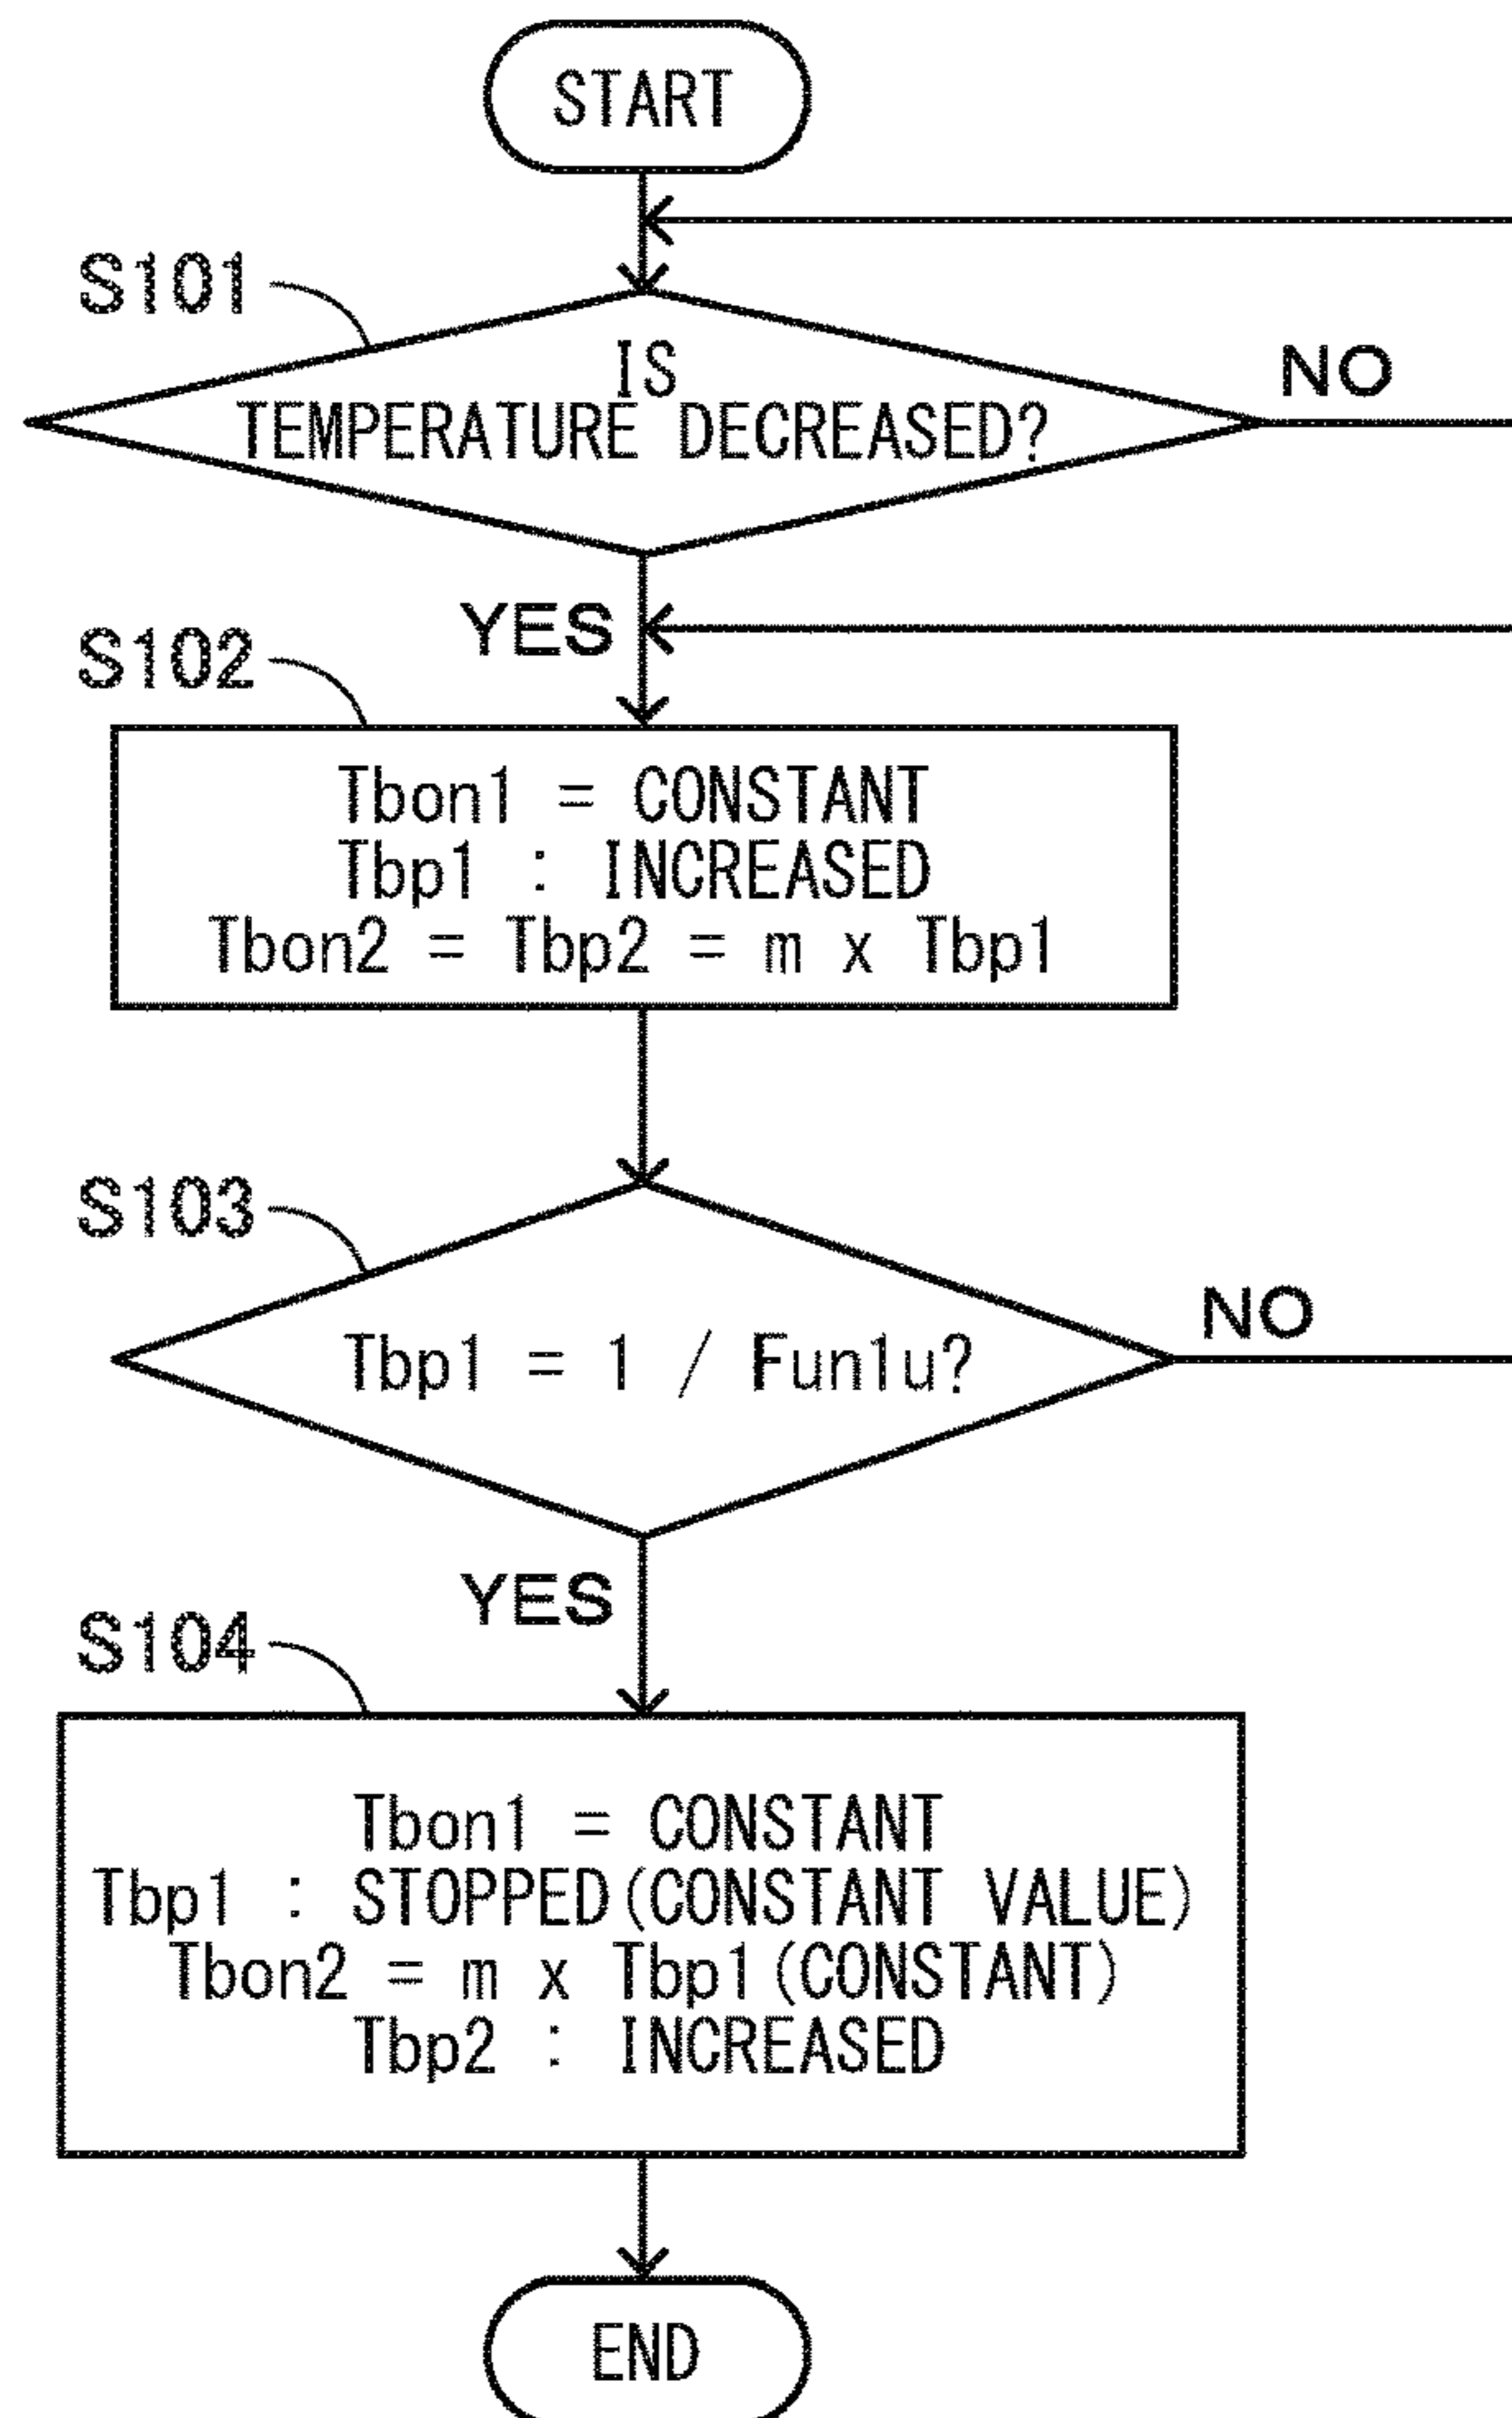 START
S101
IS
TEMPERATURE DECREASED?
NO
YES
S102
Tbon1 = CONSTANT
Tbp1 : INCREASED
Tbon2 = Tbp2 = m x Tbp1
S103
Tbp1 = 1 / Fun1u?
NO
YES
S104
Tbon1 = CONSTANT
Tbp1 : STOPPED(CONSTANT VALUE)
Tbon2 = m x Tbp1(CONSTANT)
Tbp2 : INCREASED
END